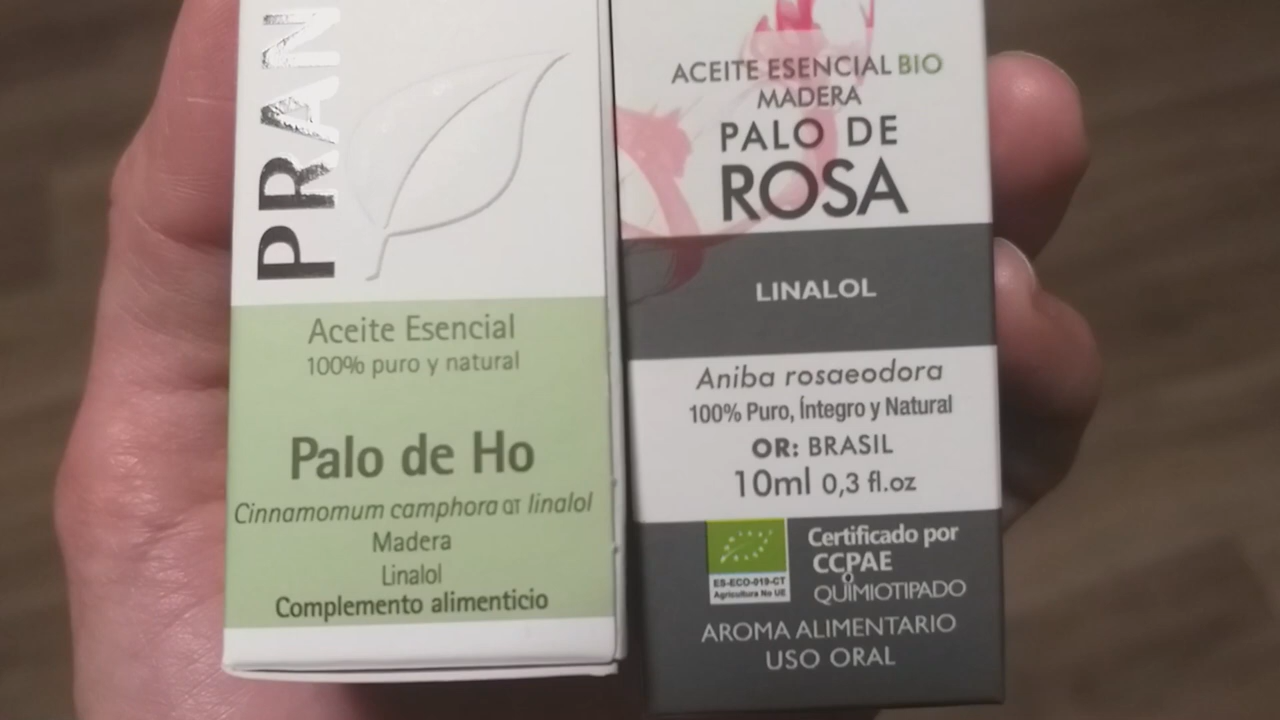 PRAN
Aceite Esencial
100% puro y natural
Palo de Ho
Cinnamomum camphora QT linalol
Madera
Linalol
Complemento alimenticio
ACEITE ESENCIAL BIO
MADERA
PALO DE
ROSA
LINALOL
Aniba rosaeodora
100% Puro, Íntegro y Natural
OR: BRASIL
10ml 0,3 fl.oz
ES-ECO-019-CT
Agricultura No UE
Certificado por
CCPAE
QUIMIOTIPADO
AROMA ALIMENTARIO
USO ORAL